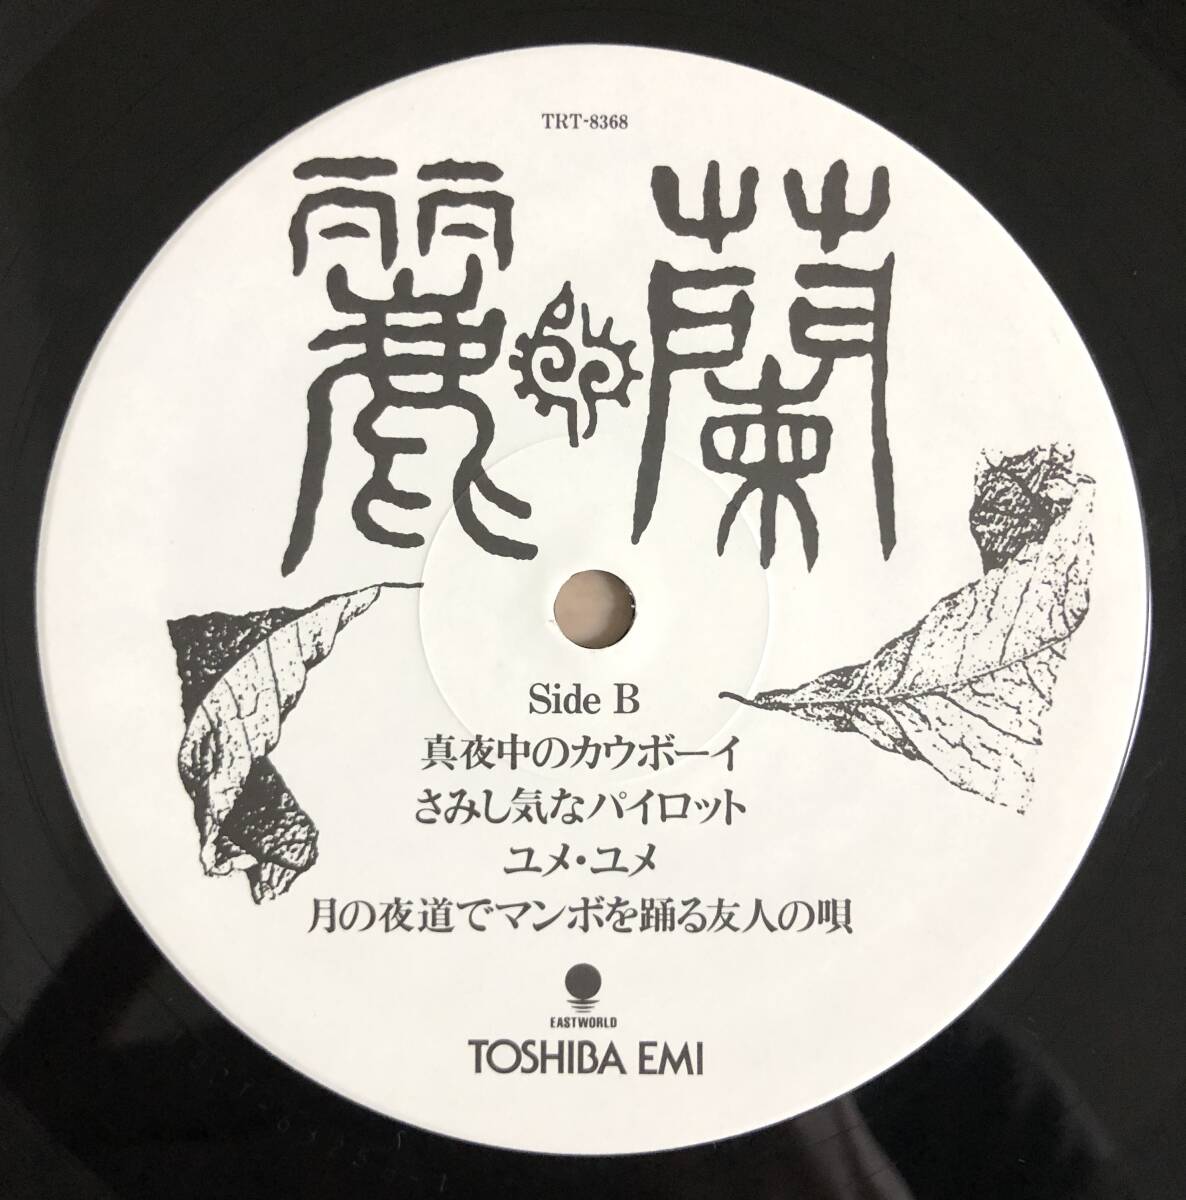 TRT-8368
麗蘭
Side B
真夜中のカウボーイ
さみし気なパイロット
ユメ・ユメ
月の夜道でマンボを踊る友人の唄
EASTWORLD
TOSHIBA EMI